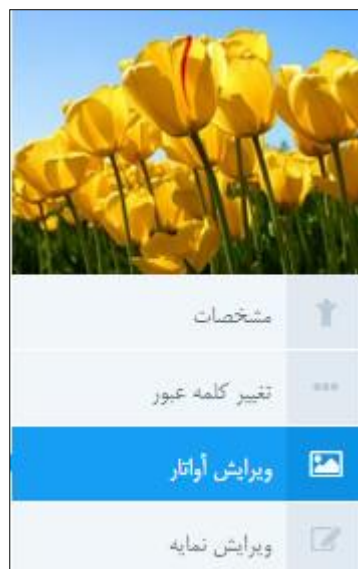 مشخصات
تغییر کلمه عبور
ویرایش آواتار
ویرایش نمایه